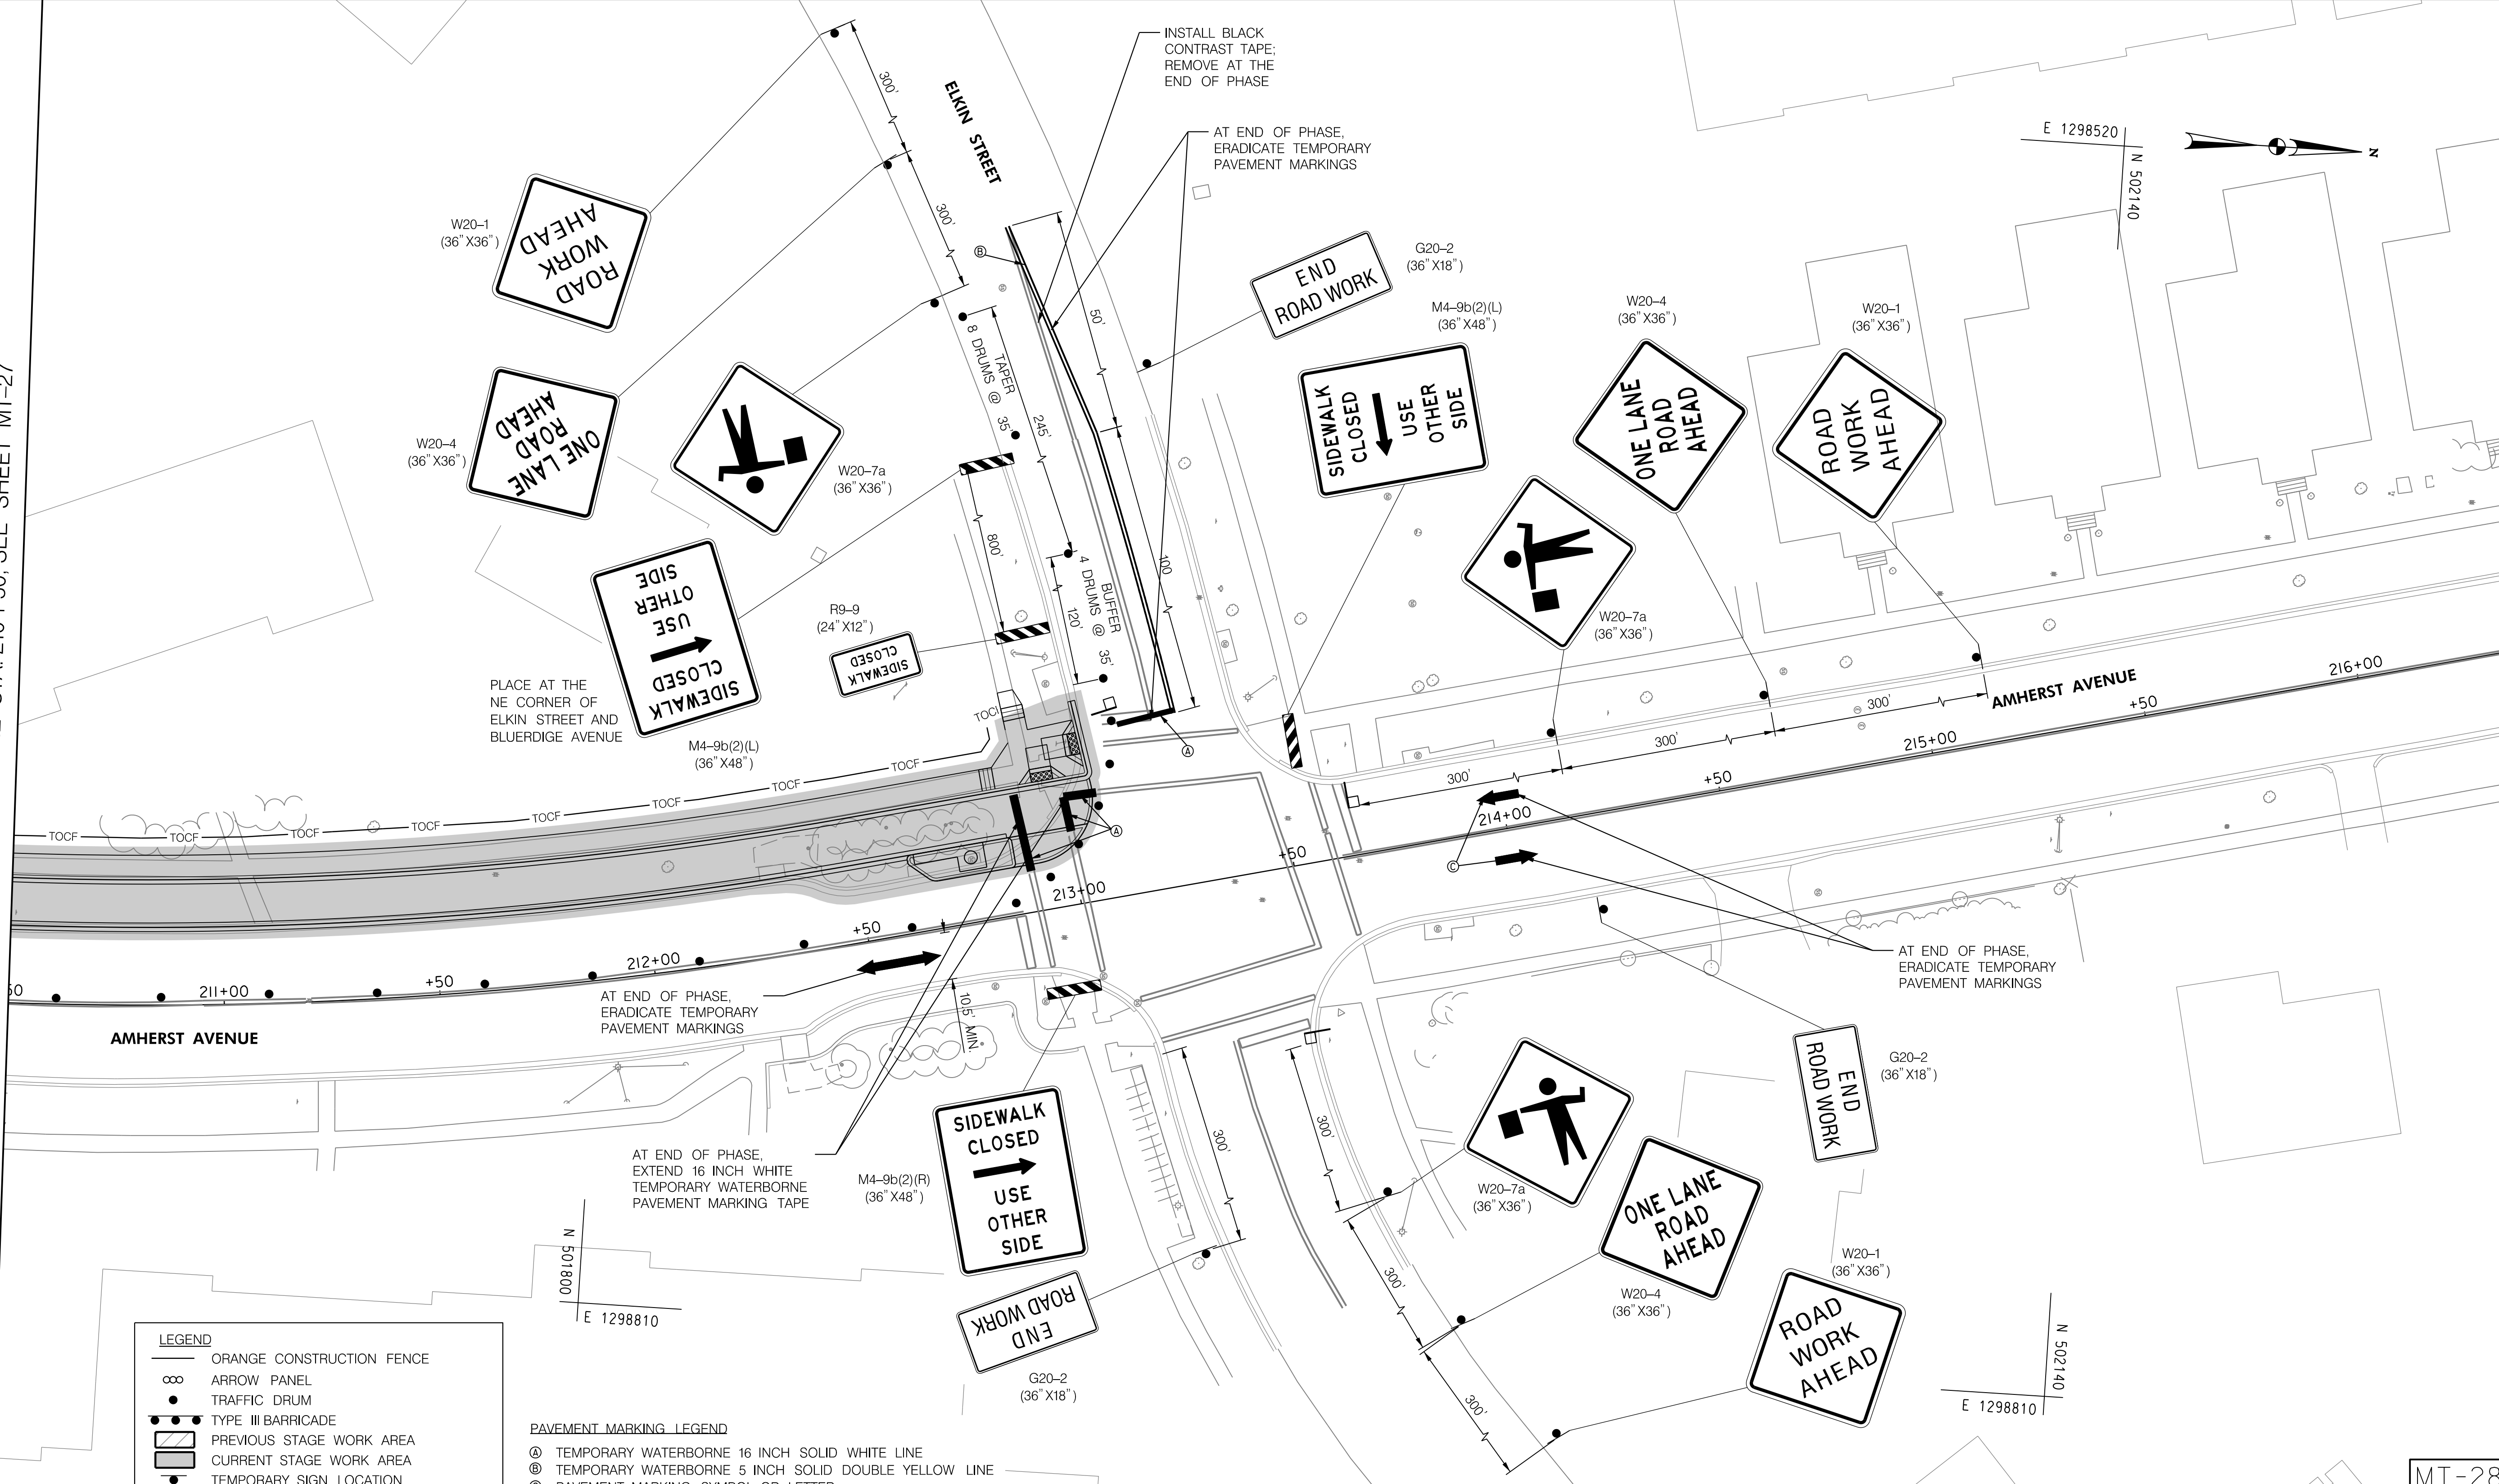 INSTALL BLACK
CONTRAST TAPE;
REMOVE AT THE
END OF PHASE
AT END OF PHASE,
ERADICATE TEMPORARY
PAVEMENT MARKINGS
E 1298520
N 502140
N
ELKIN STREET
300'
300'
W20-1
(36"X36")
ROAD
WORK
AHEAD
W20-4
(36"X36")
ONE LANE
ROAD
AHEAD
W20-7a
(36"X36")
B
TAPER
8 DRUMS @ 35'
245'
50'
100
800'
BUFFER
4 DRUMS @ 35'
120'
G20-2
(36"X18")
END
ROAD WORK
M4-9b(2)(L)
(36"X48")
SIDEWALK
CLOSED
USE
OTHER
SIDE
W20-4
(36"X36")
ONE LANE
ROAD
AHEAD
W20-1
(36"X36")
ROAD
WORK
AHEAD
W20-7a
(36"X36")
SIDEWALK
CLOSED
USE
OTHER
SIDE
M4-9b(2)(L)
(36"X48")
PLACE AT THE
NE CORNER OF
ELKIN STREET AND
BLUERDIGE AVENUE
R9-9
(24"X12")
SIDEWALK
CLOSED
SHEET MT-27
TOCF
TOCF
TOCF
TOCF
TOCF
TOCF
TOCF
TOCF
A
A
C
300'
300'
300'
AMHERST AVENUE
216+00
+50
215+00
+50
214+00
+50
213+00
+50
212+00
+50
211+00
50
AMHERST AVENUE
10.5' MIN.
AT END OF PHASE,
ERADICATE TEMPORARY
PAVEMENT MARKINGS
AT END OF PHASE,
ERADICATE TEMPORARY
PAVEMENT MARKINGS
AT END OF PHASE,
EXTEND 16 INCH WHITE
TEMPORARY WATERBORNE
PAVEMENT MARKING TAPE
M4-9b(2)(R)
(36"X48")
SIDEWALK
CLOSED
USE
OTHER
SIDE
END
ROAD WORK
G20-2
(36"X18")
300'
300'
300'
300'
W20-7a
(36"X36")
ONE LANE
ROAD
AHEAD
W20-4
(36"X36")
W20-1
(36"X36")
ROAD
WORK
AHEAD
END
ROAD WORK
G20-2
(36"X18")
N 501800
E 1298810
N 502140
E 1298810
LEGEND
ORANGE CONSTRUCTION FENCE
ARROW PANEL
TRAFFIC DRUM
TYPE III BARRICADE
PREVIOUS STAGE WORK AREA
CURRENT STAGE WORK AREA
TEMPORARY SIGN LOCATION
PAVEMENT MARKING LEGEND
A TEMPORARY WATERBORNE 16 INCH SOLID WHITE LINE
B TEMPORARY WATERBORNE 5 INCH SOLID DOUBLE YELLOW LINE
PAVEMENT MARKING SYMBOL OR LETTER
MT-28